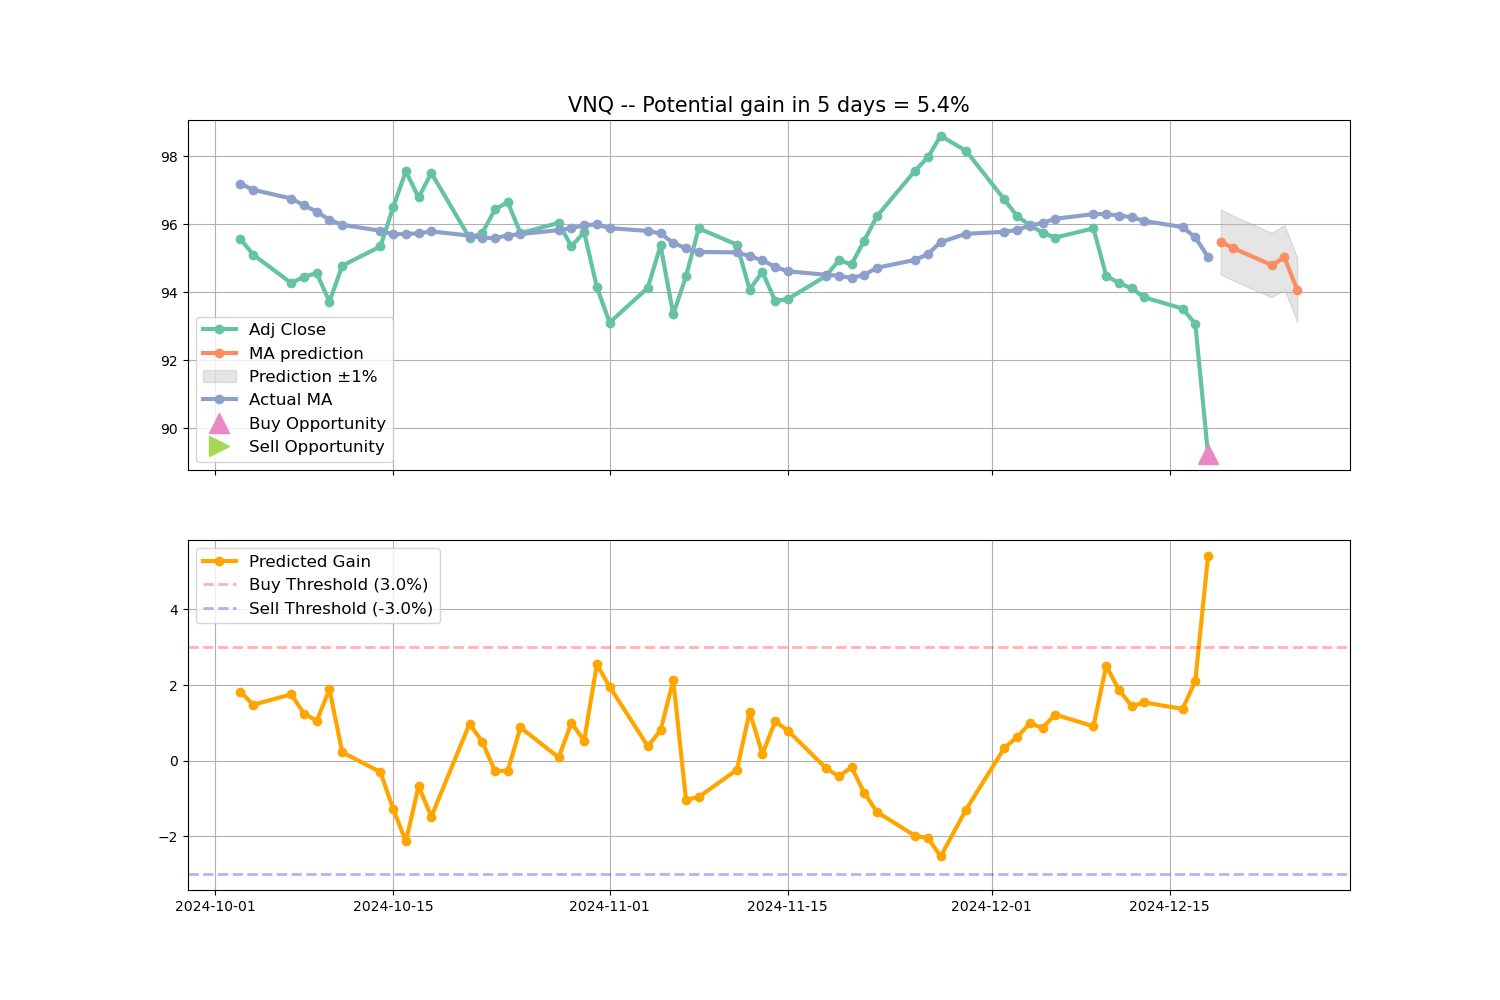 VNQ -- Potential gain in 5 days = 5.4%
98
96
94
92
90
Adj Close
MA prediction
Prediction ±1%
Actual MA
Buy Opportunity
Sell Opportunity
Predicted Gain
Buy Threshold (3.0%)
Sell Threshold (-3.0%)
4
2
0
−2
2024-10-01 2024-10-15 2024-11-01 2024-11-15 2024-12-01 2024-12-15